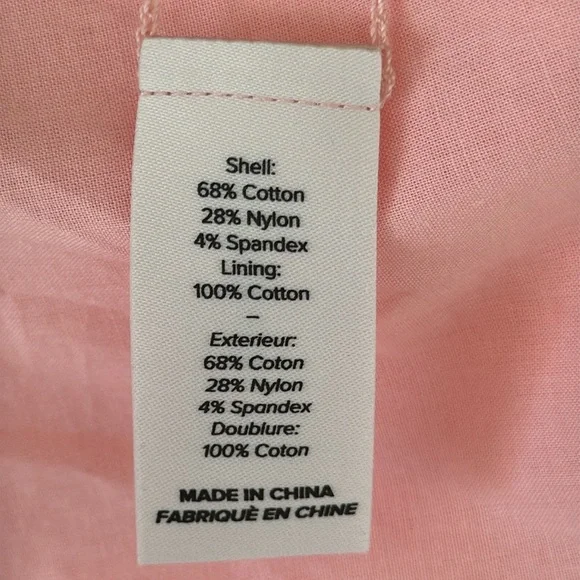 Shell:
68% Cotton
28% Nylon
4% Spandex
Lining:
100% Cotton
–
Exterieur:
68% Coton
28% Nylon
4% Spandex
Doublure:
100% Coton
MADE IN CHINA
FABRIQUÈ EN CHINE